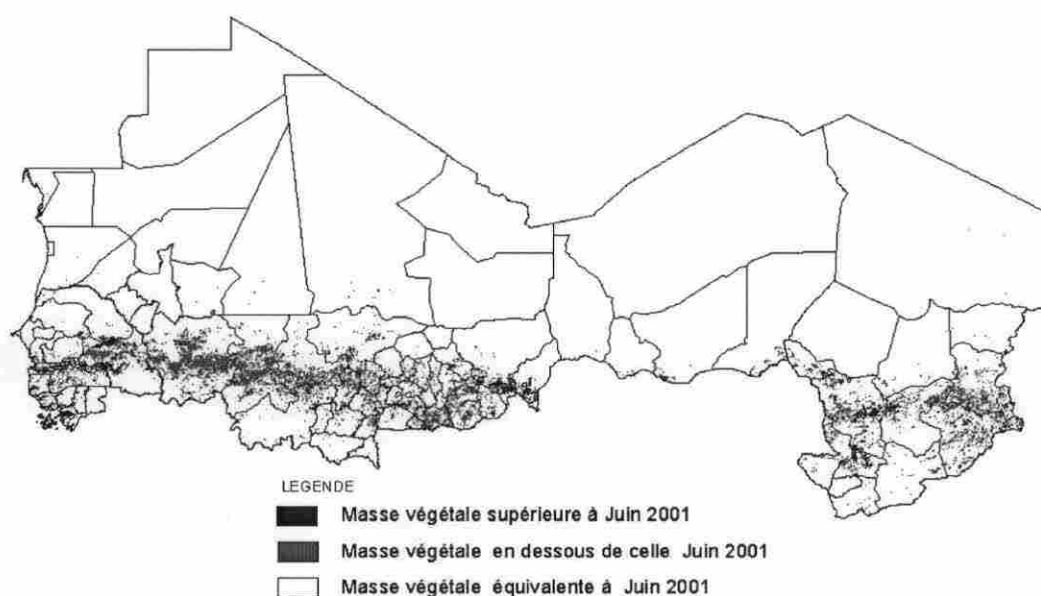 LEGENDE
Masse végétale supérieure à Juin 2001
Masse végétale en dessous de celle Juin 2001
Masse végétale équivalente à Juin 2001